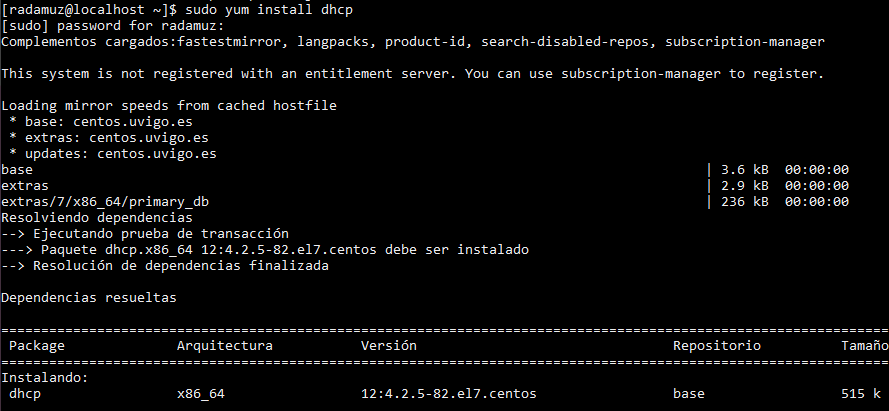 [radamuz@localhost ~]$ sudo yum install dhcp
[sudo] password for radamuz:
Complementos cargados:fastestmirror, langpacks, product-id, search-disabled-repos, subscription-manager
This system is not registered with an entitlement server. You can use subscription-manager to register.
Loading mirror speeds from cached hostfile
 * base: centos.uvigo.es
 * extras: centos.uvigo.es
 * updates: centos.uvigo.es
base | 3.6 kB 00:00:00
extras | 2.9 kB 00:00:00
extras/7/x86_64/primary_db | 236 kB 00:00:00
Resolviendo dependencias
--> Ejecutando prueba de transacción
---> Paquete dhcp.x86_64 12:4.2.5-82.el7.centos debe ser instalado
--> Resolución de dependencias finalizada
Dependencias resueltas
================================================================================================================
 Package Arquitectura Versión Repositorio Tamaño
================================================================================================================
Instalando:
 dhcp x86_64 12:4.2.5-82.el7.centos base 515 k